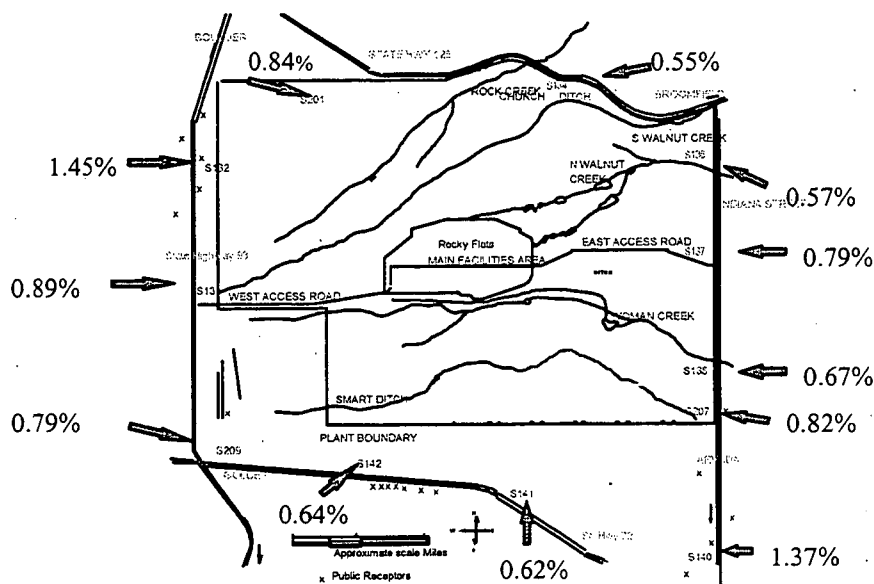 BOULDER
0.84%
STATE HWY 128
0.55%
S201
ROCK CREEK
S134
CHURCH DITCH
BROOMFIELD
S WALNUT CREEK
1.45%
S132
N WALNUT
CREEK
S136
0.57%
INDIANA
Rocky Flats
EAST ACCESS ROAD
S137
0.79%
MAIN FACILITIES AREA
0.89%
S13
WEST ACCESS ROAD
WOMAN CREEK
S138
0.67%
0.79%
SMART DITCH
S207
0.82%
PLANT BOUNDARY
S209
S142
S141
0.64%
Approximate scale Miles
x Public Receptors
0.62%
S140
1.37%